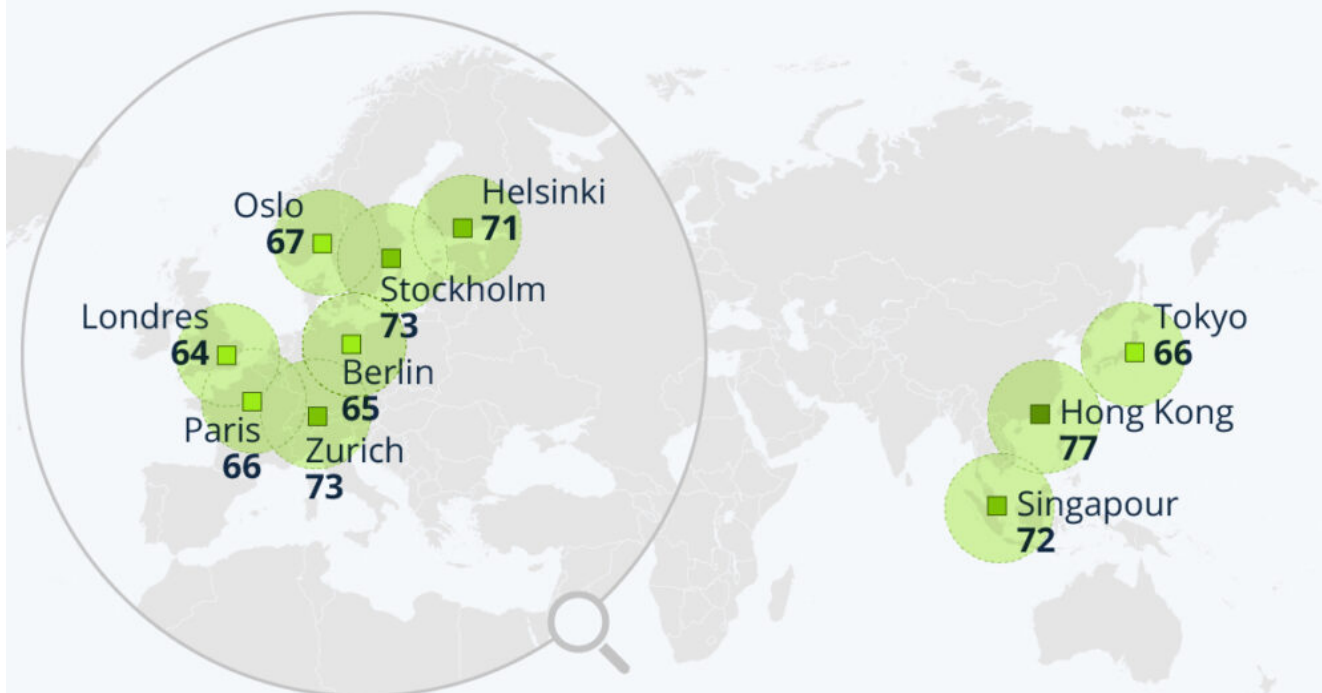 Helsinki
71
Oslo
67
Stockholm
73
Londres
64
Berlin
65
Paris
66
Zurich
73
Tokyo
66
Hong Kong
77
Singapour
72